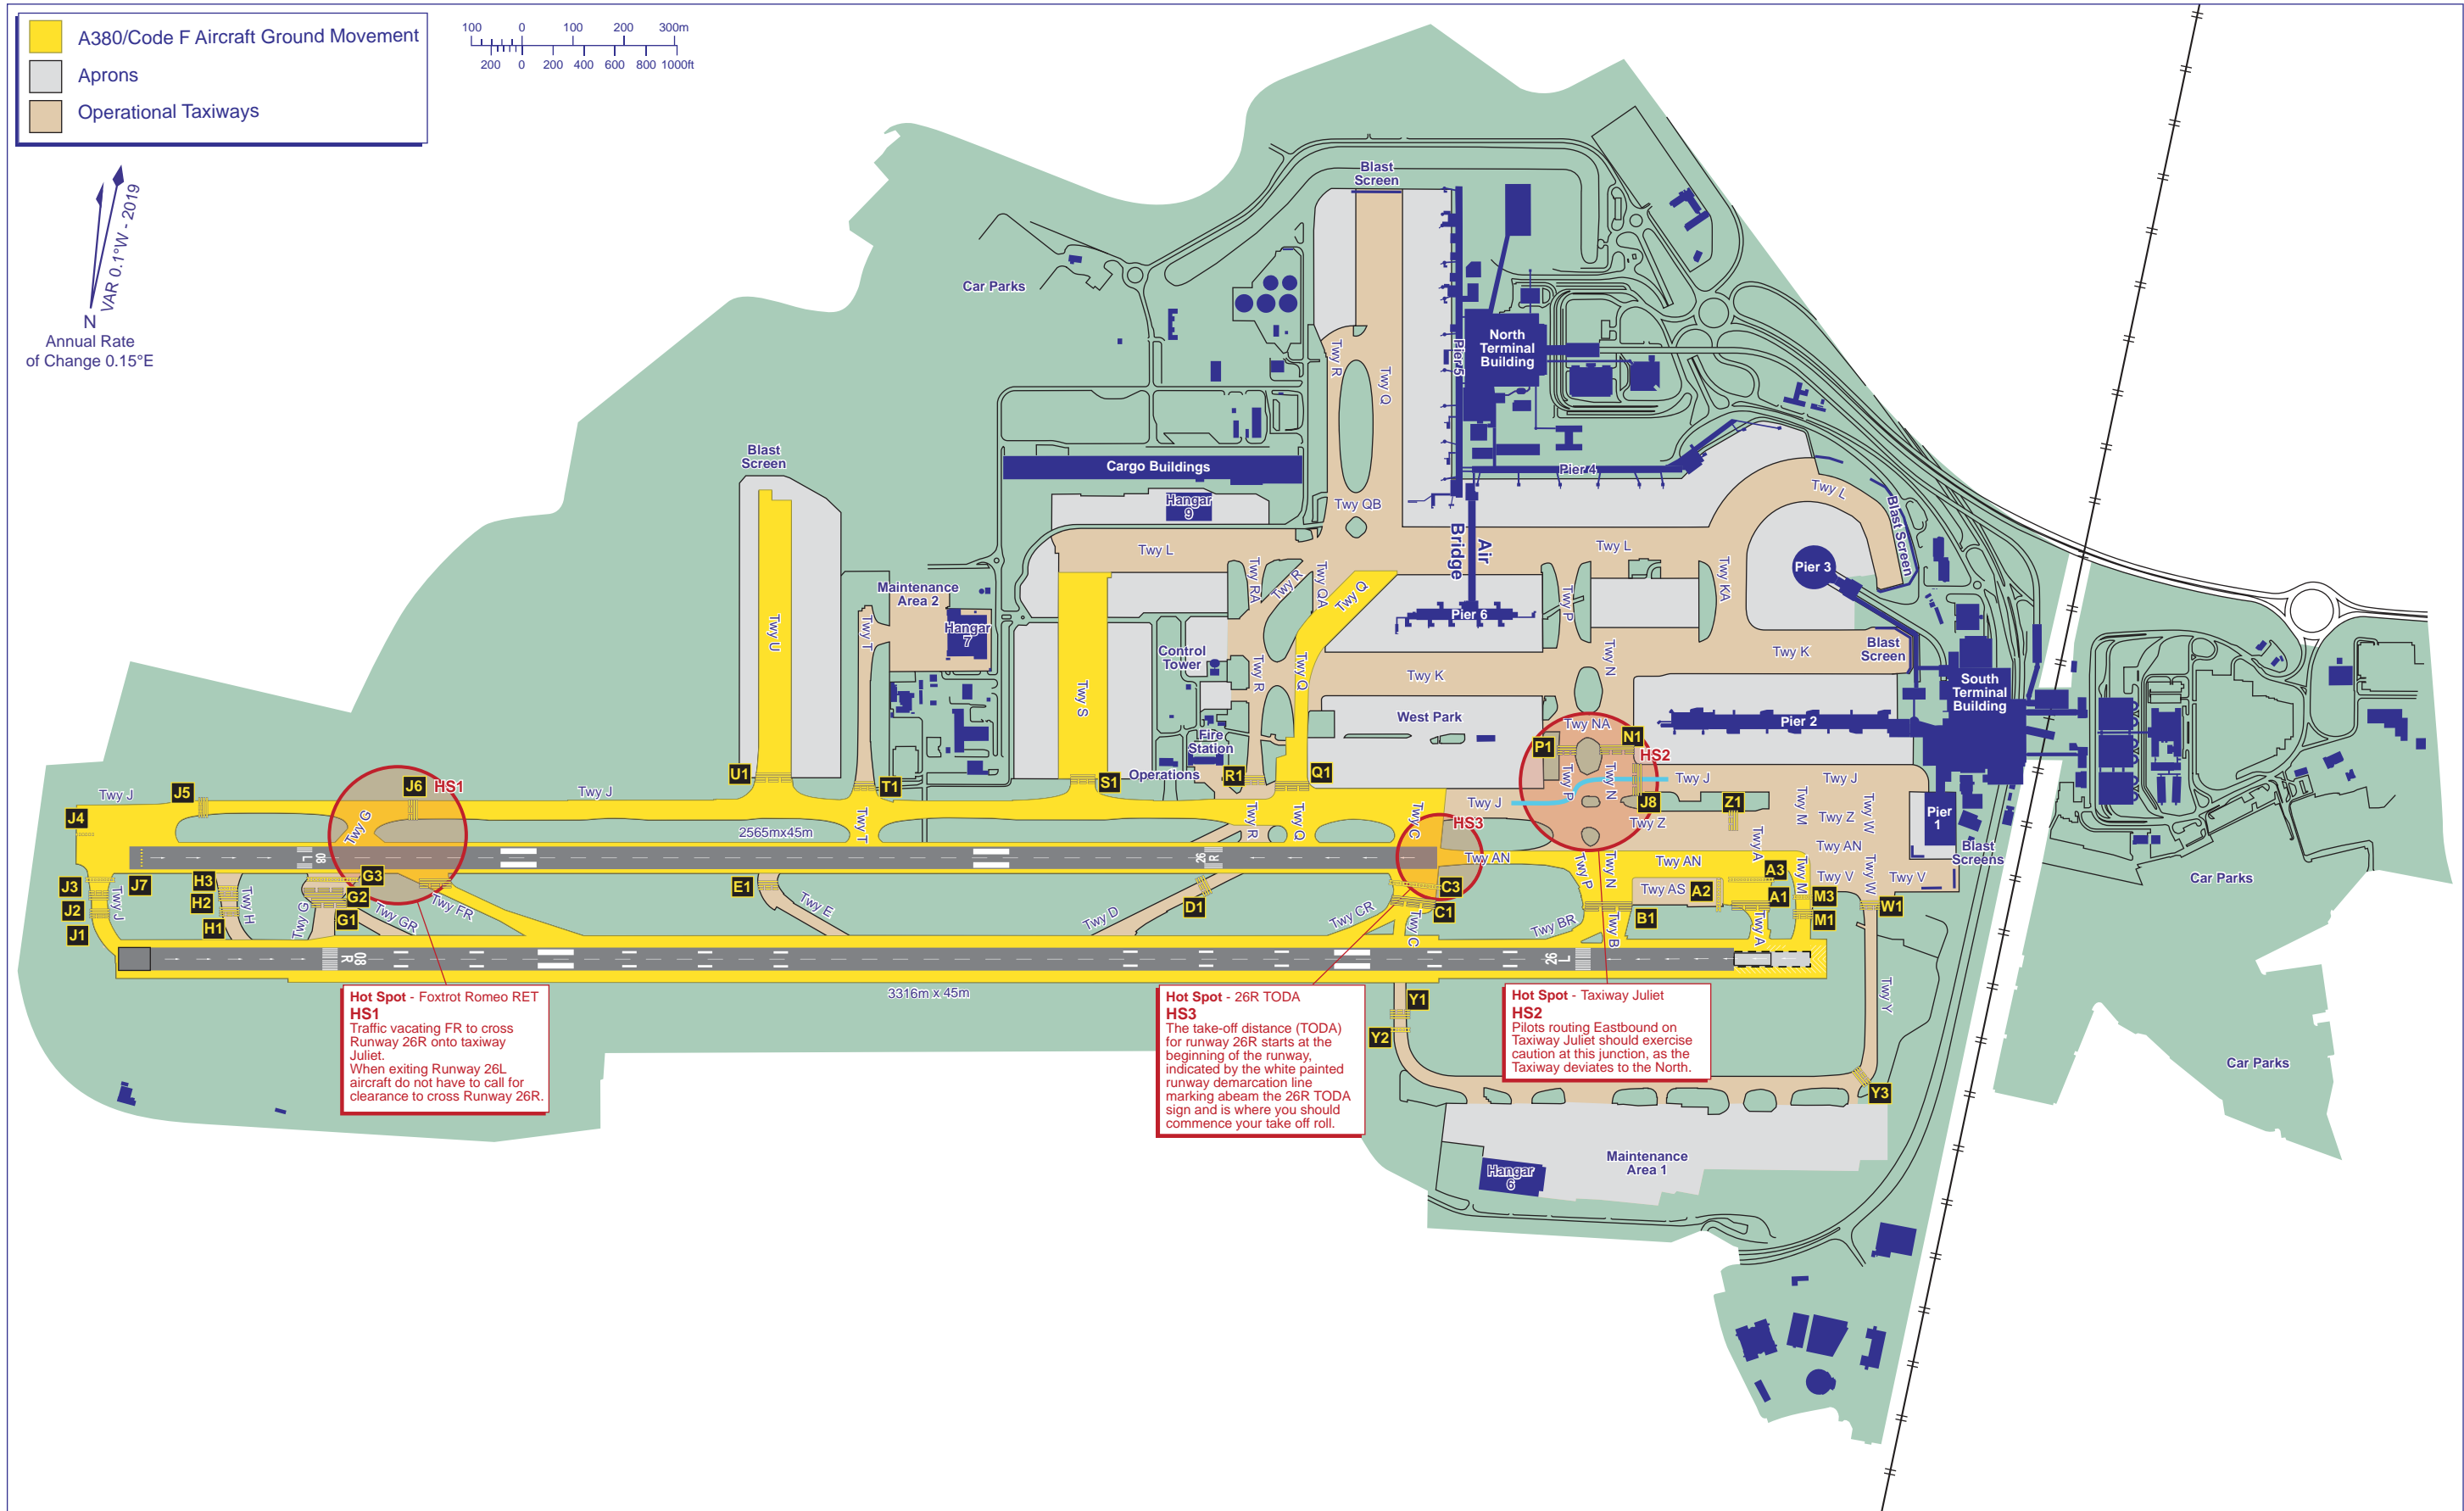 A380/Code F Aircraft Ground Movement
Aprons
Operational Taxiways
100 0 100 200 300m
200 0 200 400 600 800 1000ft
VAR 0.1°W - 2019
N
Annual Rate
of Change 0.15°E
Blast
Screen
Car Parks
North
Terminal
Building
Pier 5
Twy R
Twy Q
Cargo Buildings
Pier 4
Blast
Screen
Hangar
9
Twy QB
Twy L
Blast Screen
Air
Bridge
Twy L
Twy L
Twy RA
Twy R
Twy QA
Twy Q
Twy P
Twy KA
Pier 3
Maintenance
Area 2
Hangar
7
Pier 6
Twy U
Twy T
Control
Tower
Twy R
Twy Q
Twy K
Twy N
Twy K
Blast
Screen
South
Terminal
Building
Twy S
West Park
Pier 2
Twy NA
Fire
Station
Operations
P1
N1
HS2
U1
T1
S1
R1
Q1
Twy P
Twy N
Twy J
Twy J
J8
Z1
Twy J
J5
J6
HS1
Twy J
J4
Twy G
2565mx45m
Twy T
Twy R
Twy Q
Twy C
Twy J
HS3
Twy Z
Twy M
Twy Z
Twy W
Pier
1
Blast
Screens
08
L
26
R
Twy AN
Twy P
Twy N
Twy AN
Twy A
Twy AN
A3
Twy M
Twy V
Twy W
Twy V
Car Parks
J3
J7
H3
G3
E1
C3
J2
Twy J
H2
Twy H
G2
Twy AS
A2
A1
M3
J1
H1
Twy G
G1
Twy GR
Twy FR
Twy E
D1
Twy D
Twy CR
C1
Twy C
Twy BR
B1
Twy B
Twy A
M1
W1
08
R
26
L
3316m x 45m
Y1
Y2
Twy Y
Y3
Hot Spot - Foxtrot Romeo RET
HS1
Traffic vacating FR to cross
Runway 26R onto taxiway
Juliet.
When exiting Runway 26L
aircraft do not have to call for
clearance to cross Runway 26R.
Hot Spot - 26R TODA
HS3
The take-off distance (TODA)
for runway 26R starts at the
beginning of the runway,
indicated by the white painted
runway demarcation line
marking abeam the 26R TODA
sign and is where you should
commence your take off roll.
Hot Spot - Taxiway Juliet
HS2
Pilots routing Eastbound on
Taxiway Juliet should exercise
caution at this junction, as the
Taxiway deviates to the North.
Car Parks
Maintenance
Area 1
Hangar
6